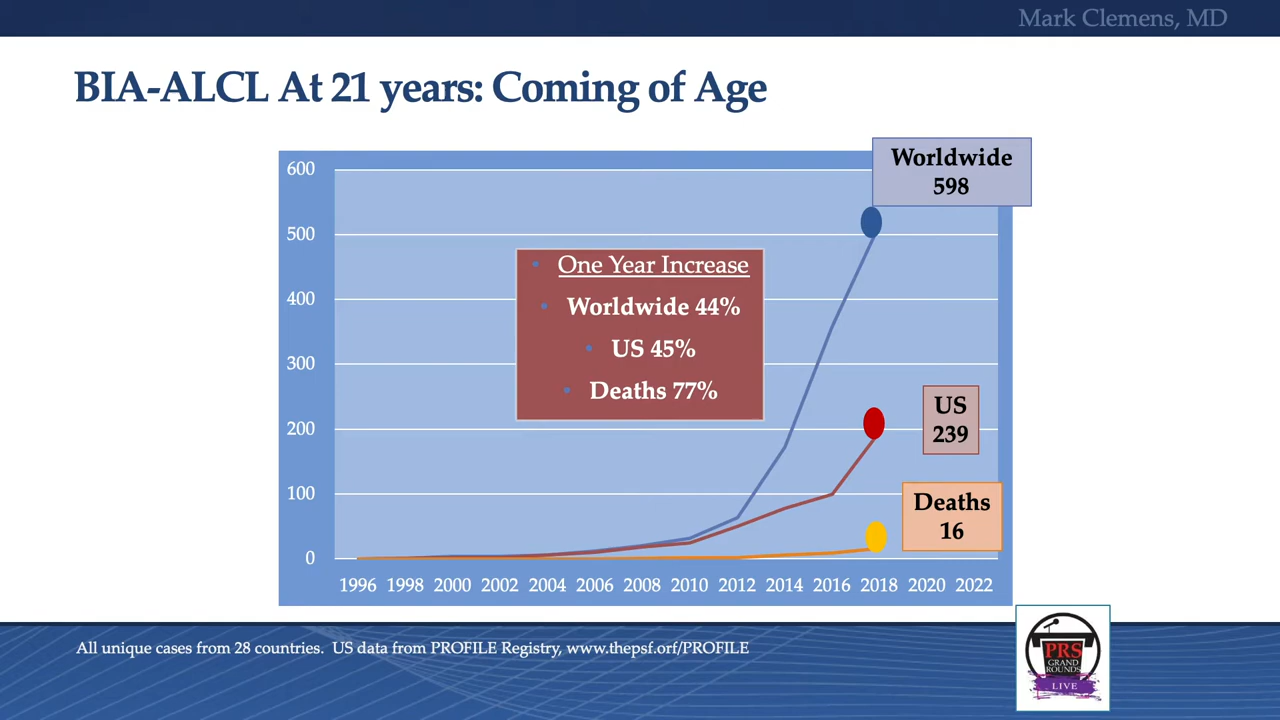 Mark Clemens, MD
BIA-ALCL At 21 years: Coming of Age
Worldwide
598
600
500
400
300
200
100
0
• One Year Increase
• Worldwide 44%
• US 45%
• Deaths 77%
US
239
Deaths
16
1996 1998 2000 2002 2004 2006 2008 2010 2012 2014 2016 2018 2020 2022
All unique cases from 28 countries. US data from PROFILE Registry, www.thepsf.orf/PROFILE
PRS
GRAND
ROUNDS
LIVE